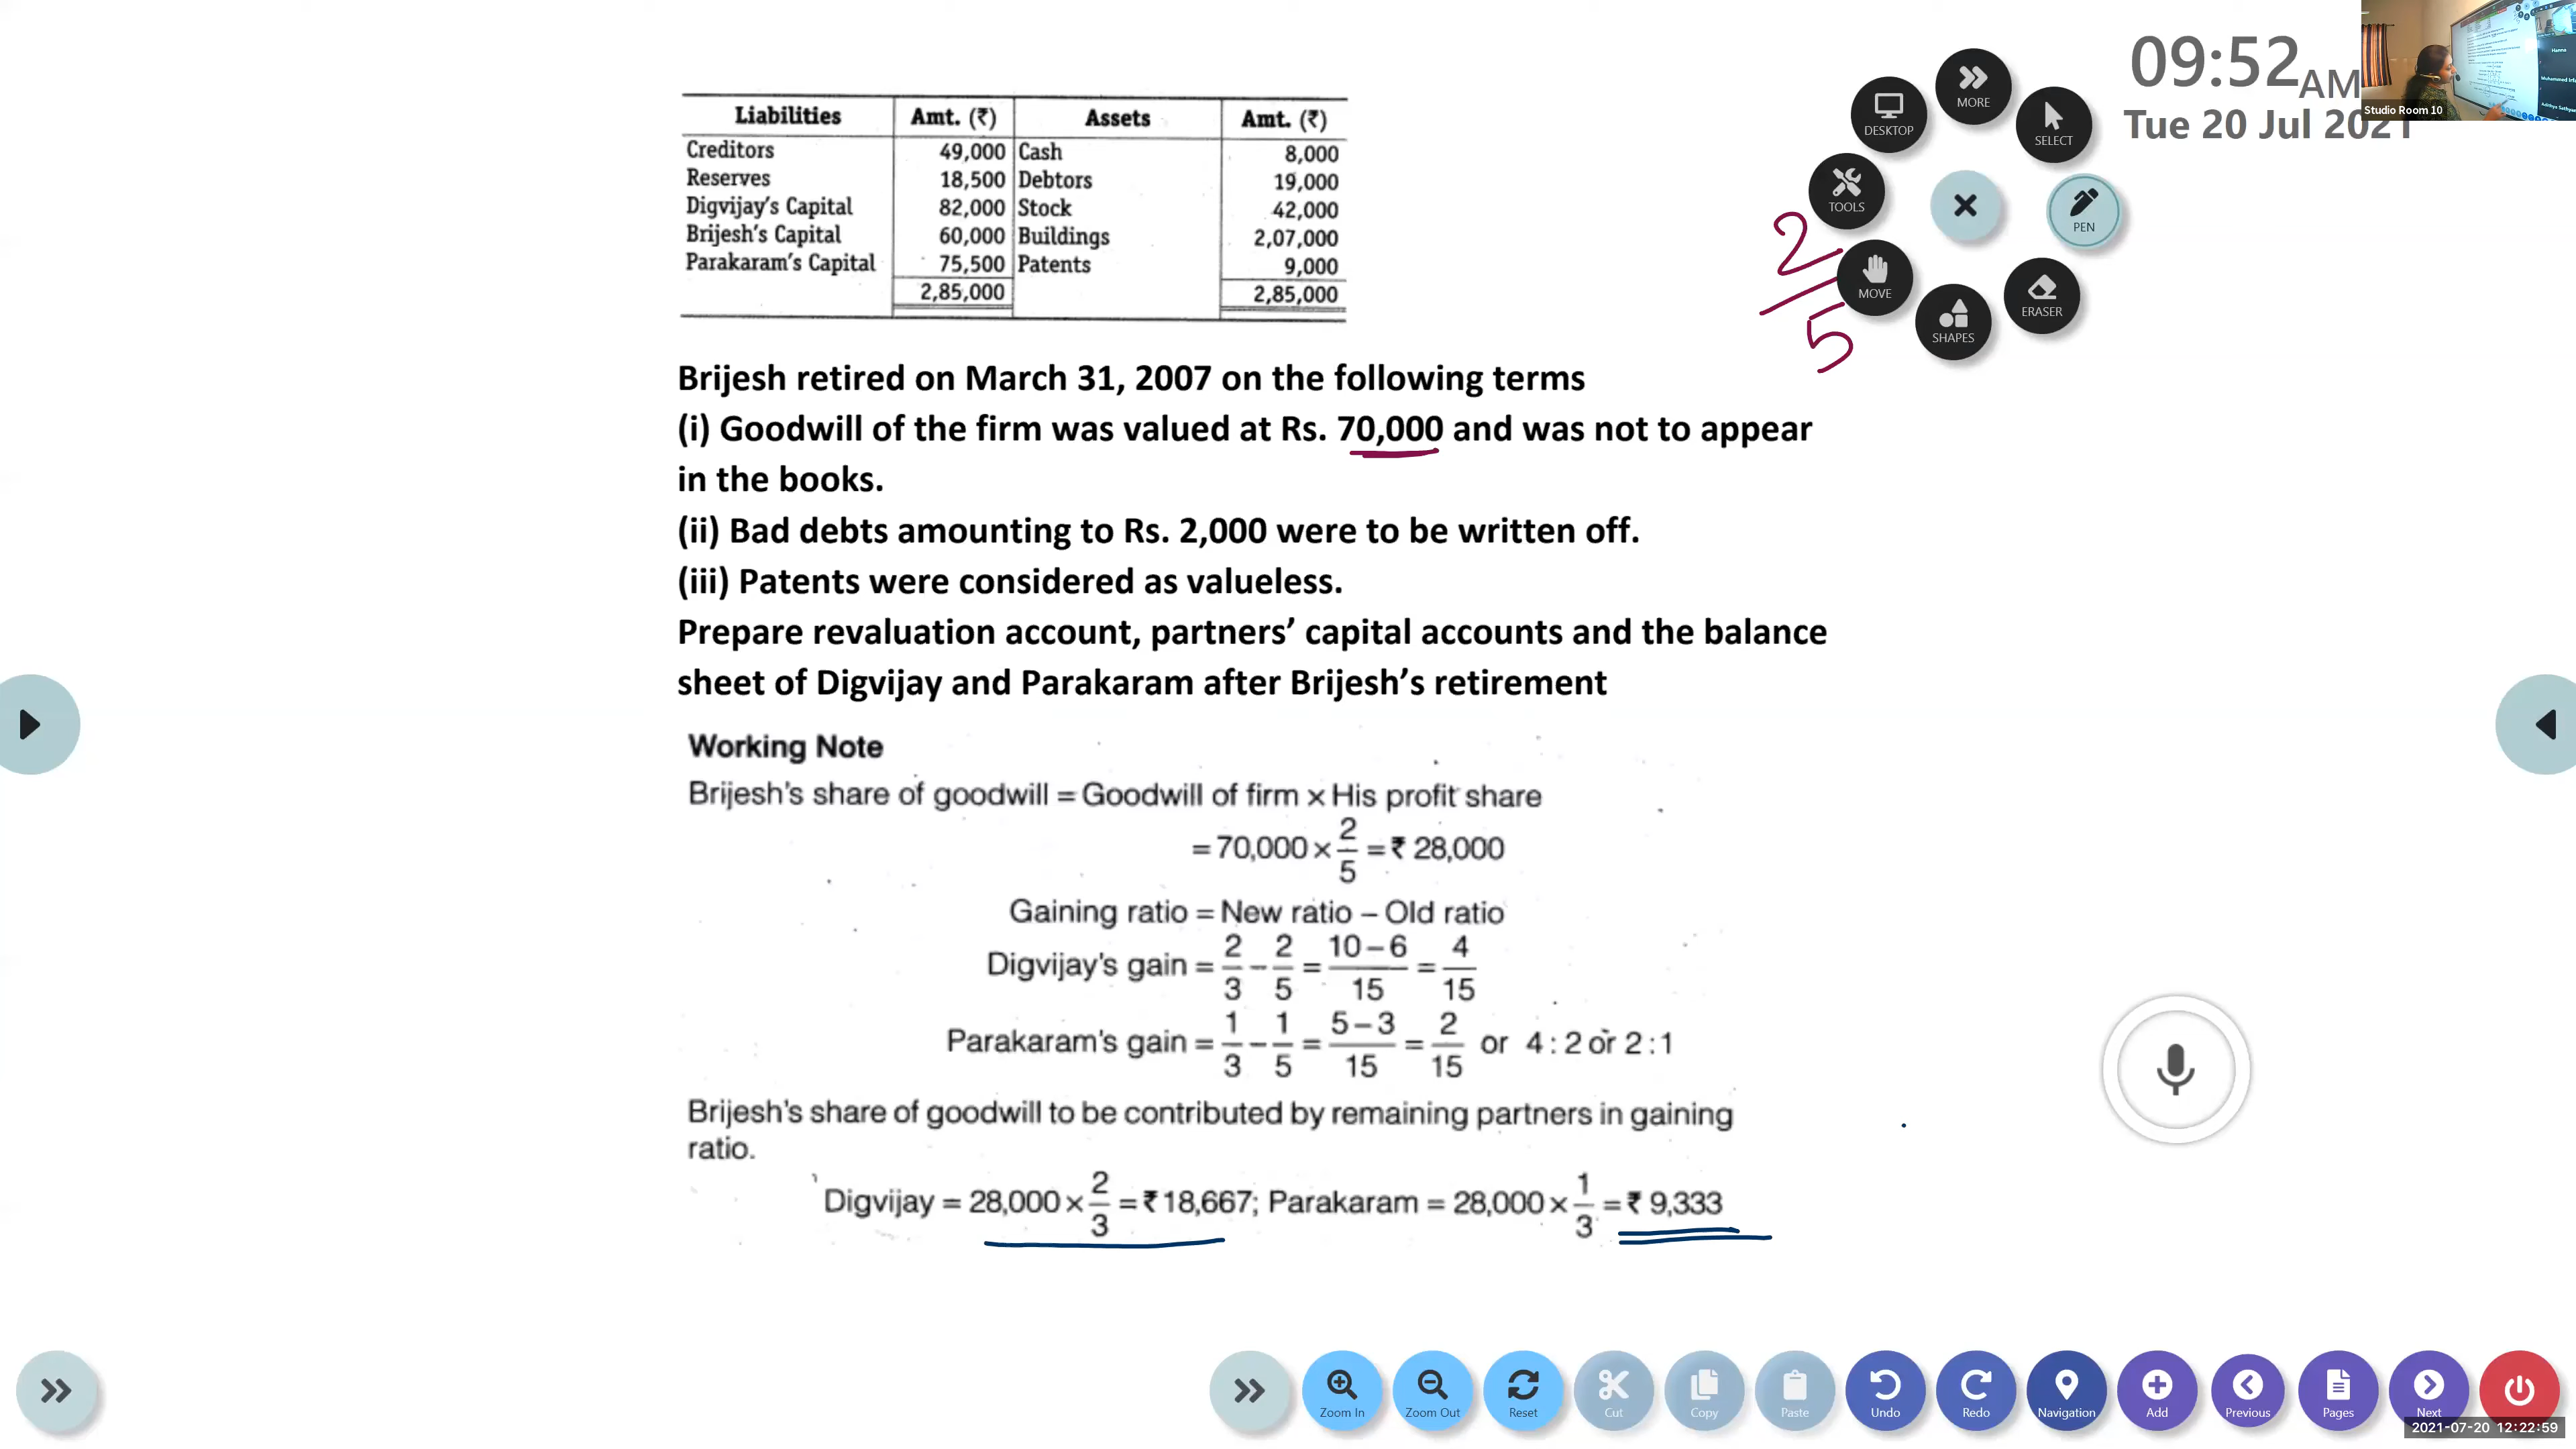 09:52 AM
Tue 20 Jul 2021
Studio Room 10
MORE
DESKTOP
SELECT
TOOLS
PEN
MOVE
ERASER
SHAPES
2/5
Liabilities Amt. (₹) Assets Amt. (₹)
Creditors 49,000 Cash 8,000
Reserves 18,500 Debtors 19,000
Digvijay's Capital 82,000 Stock 42,000
Brijesh's Capital 60,000 Buildings 2,07,000
Parakaram's Capital 75,500 Patents 9,000
2,85,000 2,85,000
Brijesh retired on March 31, 2007 on the following terms
(i) Goodwill of the firm was valued at Rs. 70,000 and was not to appear
in the books.
(ii) Bad debts amounting to Rs. 2,000 were to be written off.
(iii) Patents were considered as valueless.
Prepare revaluation account, partners’ capital accounts and the balance
sheet of Digvijay and Parakaram after Brijesh’s retirement
Working Note
Brijesh's share of goodwill = Goodwill of firm × His profit share
= 70,000 × 2/5 = ₹ 28,000
Gaining ratio = New ratio – Old ratio
Digvijay's gain = 2/3 – 2/5 = 10 – 6/15 = 4/15
Parakaram's gain = 1/3 – 1/5 = 5 – 3/15 = 2/15 or 4 : 2 or 2 : 1
Brijesh's share of goodwill to be contributed by remaining partners in gaining
ratio.
Digvijay = 28,000 × 2/3 = ₹ 18,667; Parakaram = 28,000 × 1/3 = ₹ 9,333
Zoom In Zoom Out Reset Cut Copy Paste Undo Redo Navigation Add Previous Pages Next
2021-07-20 12:22:59